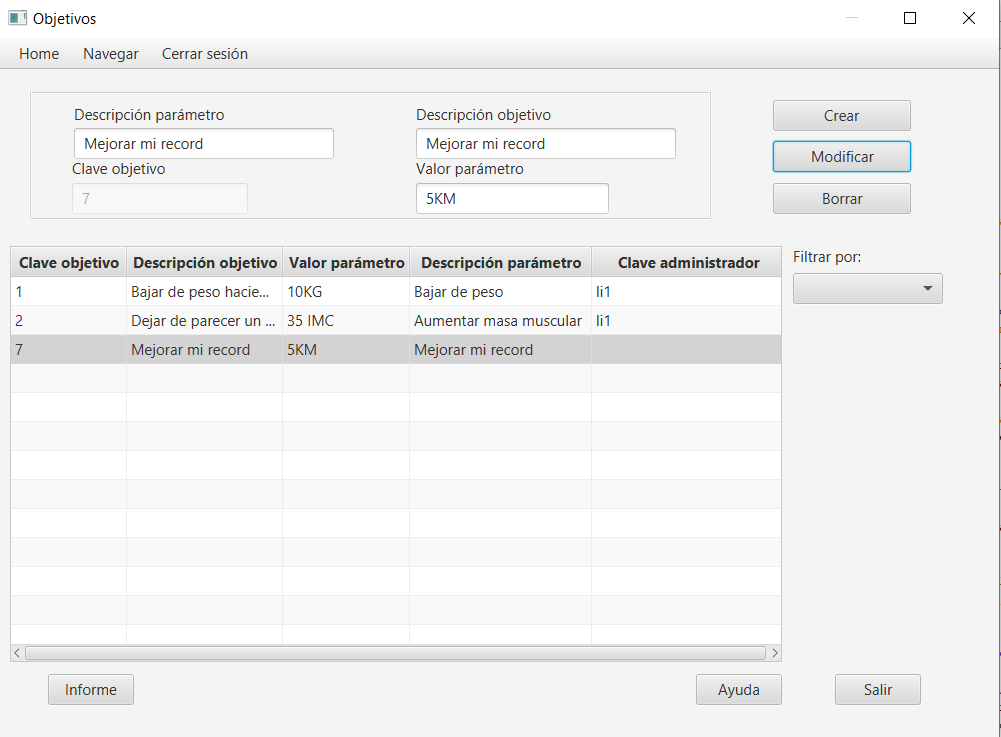 Objetivos
Home Navegar Cerrar sesión
Descripción parámetro Descripción objetivo
Mejorar mi record Mejorar mi record
Clave objetivo Valor parámetro
7 5KM
Crear
Modificar
Borrar
Filtrar por:
Clave objetivo Descripción objetivo Valor parámetro Descripción parámetro Clave administrador
1 Bajar de peso hacie... 10KG Bajar de peso li1
2 Dejar de parecer un ... 35 IMC Aumentar masa muscular li1
7 Mejorar mi record 5KM Mejorar mi record
Informe Ayuda Salir